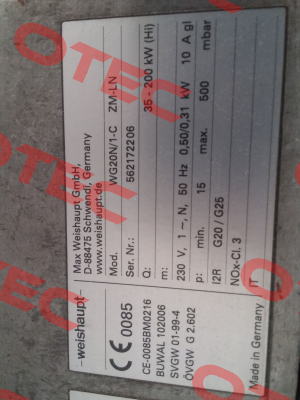 -weishaupt-
Max Weishaupt GmbH,
D-88475 Schwendi, Germany
www.weishaupt.de
CE 0085
CE-0085BM0216
BUWAL 102006
SVGW 01-99-4
ÖVGW G 2.602
Mod. WG20N/1-C ZM-LN
Ser. Nr.: 562172206
Q: 35 - 200 kW (Hi)
m:
230 V, 1 ~, N, 50 Hz 0,50/0,31 kW 10 A gl
p: min. 15 max. 500 mbar
I2R G20 / G25
NOx-Cl. 3
Made in Germany IT